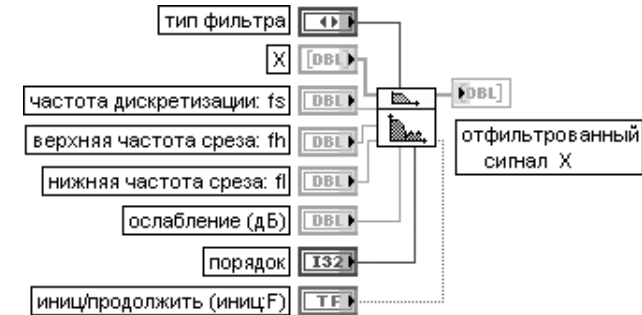 тип фильтра
X [DBL] [DBL]
частота дискретизации: fs DBL
верхняя частота среза: fh DBL
отфильтрованный
сигнал X
нижняя частота среза: fl DBL
ослабление (дБ) DBL
порядок I32
иниц/продолжить (иниц:F) TF